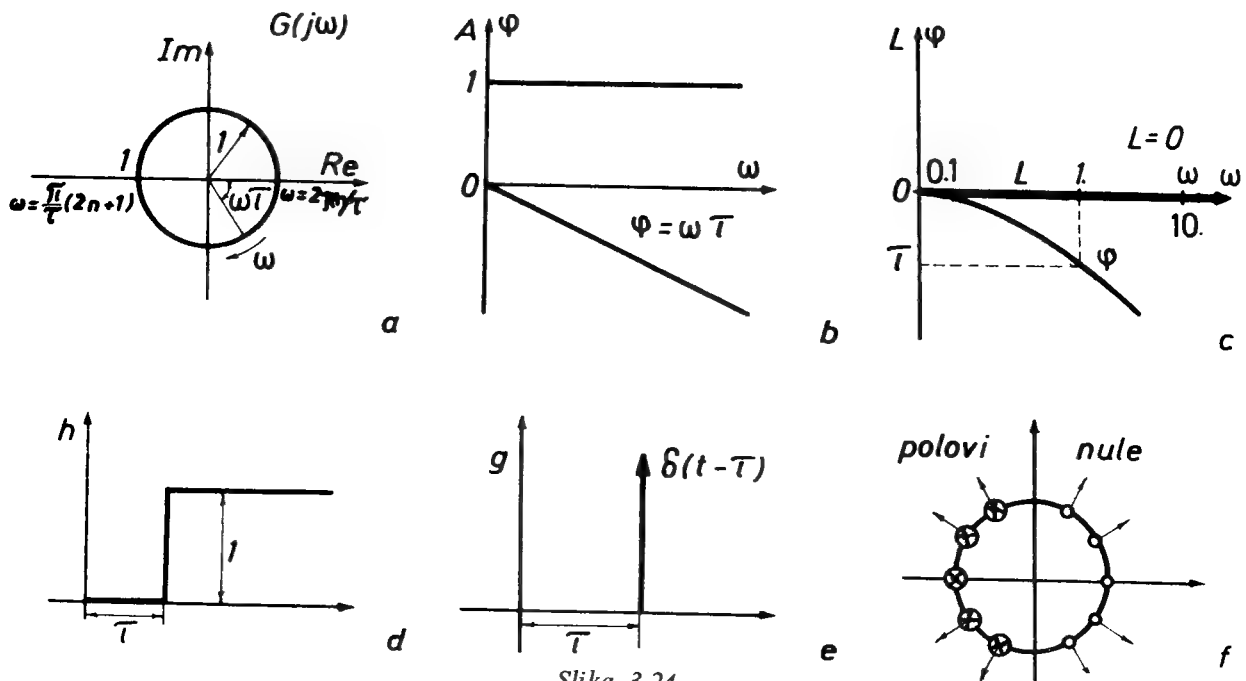 G(jω)
Im
1
1
Re
ωτ
ω=π/τ(2n+1)
ω
a
A φ
1
0
ω
φ = ω τ
b
L φ
L=0
0.1 L 1. ω ω
0
10.
τ
φ
c
h
1
τ
d
g
δ(t-τ)
τ
e
polovi nule
f
Slika 3.24